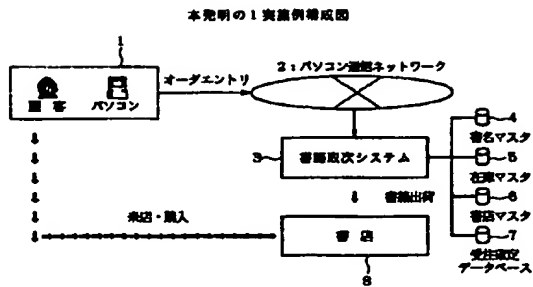 本発明の1実施例構成図
1
オーダエントリ
2：パソコン通信ネットワーク
顧客
パソコン
4
書名マスタ
3
書籍取次システム
5
在庫マスタ
書籍出荷
6
書店マスタ
来店・購入
書店
7
受注確定
データベース
8